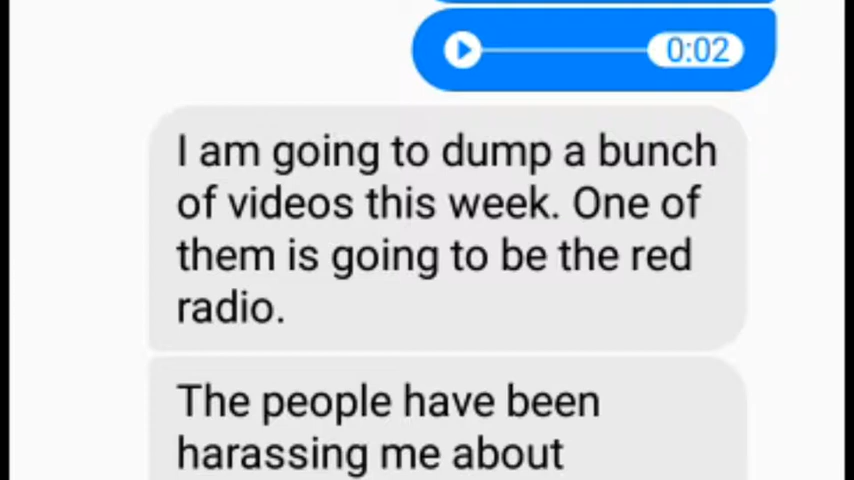 0:02
I am going to dump a bunch
of videos this week. One of
them is going to be the red
radio.
The people have been
harassing me about